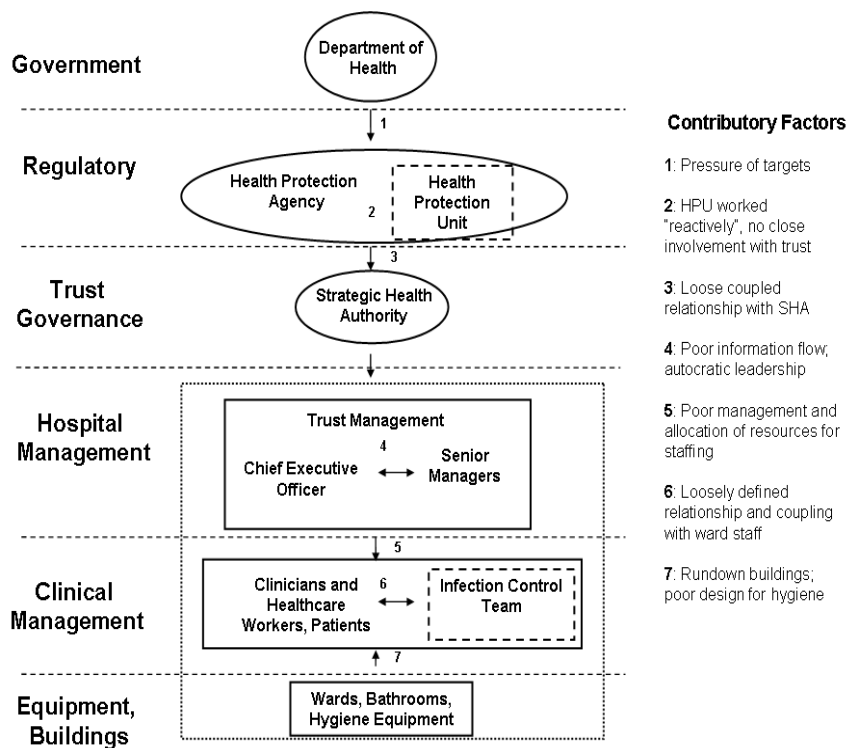 Government
Department of
Health
1
Regulatory
Health Protection
Agency
2
Health
Protection
Unit
3
Trust
Governance
Strategic Health
Authority
Hospital
Management
Trust Management
4
Chief Executive
Officer
Senior
Managers
5
Clinical
Management
Clinicians and
Healthcare
Workers, Patients
6
Infection Control
Team
7
Equipment,
Buildings
Wards, Bathrooms,
Hygiene Equipment
Contributory Factors
1: Pressure of targets
2: HPU worked
"reactively", no close
involvement with trust
3: Loose coupled
relationship with SHA
4: Poor information flow;
autocratic leadership
5: Poor management and
allocation of resources for
staffing
6: Loosely defined
relationship and coupling
with ward staff
7: Rundown buildings;
poor design for hygiene